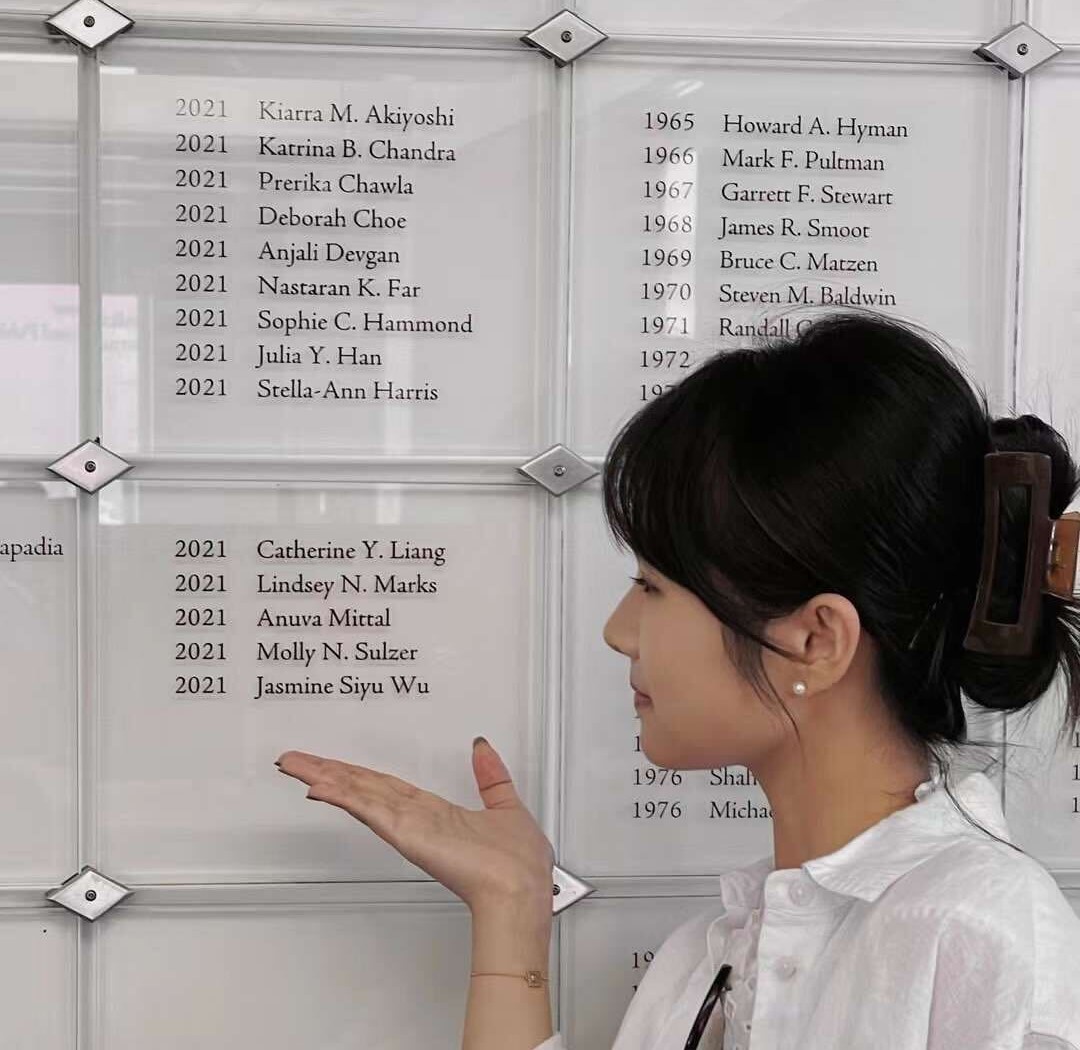 2021 Kiarra M. Akiyoshi
2021 Katrina B. Chandra
2021 Prerika Chawla
2021 Deborah Choe
2021 Anjali Devgan
2021 Nastaran K. Far
2021 Sophie C. Hammond
2021 Julia Y. Han
2021 Stella-Ann Harris
apadia
2021 Catherine Y. Liang
2021 Lindsey N. Marks
2021 Anuva Mittal
2021 Molly N. Sulzer
2021 Jasmine Siyu Wu
1965 Howard A. Hyman
1966 Mark F. Pultman
1967 Garrett F. Stewart
1968 James R. Smoot
1969 Bruce C. Matzen
1970 Steven M. Baldwin
1971 Randall
1972
1976 Shah
1976 Micha